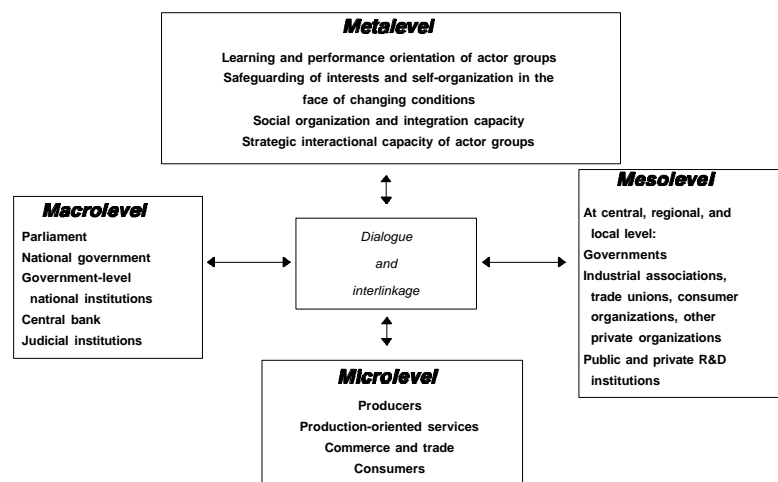 Metalevel
Learning and performance orientation of actor groups
Safeguarding of interests and self-organization in the
face of changing conditions
Social organization and integration capacity
Strategic interactional capacity of actor groups
Macrolevel
Parliament
National government
Government-level
national institutions
Central bank
Judicial institutions
Dialogue
and
interlinkage
Mesolevel
At central, regional, and
local level:
Governments
Industrial associations,
trade unions, consumer
organizations, other
private organizations
Public and private R&D
institutions
Microlevel
Producers
Production-oriented services
Commerce and trade
Consumers